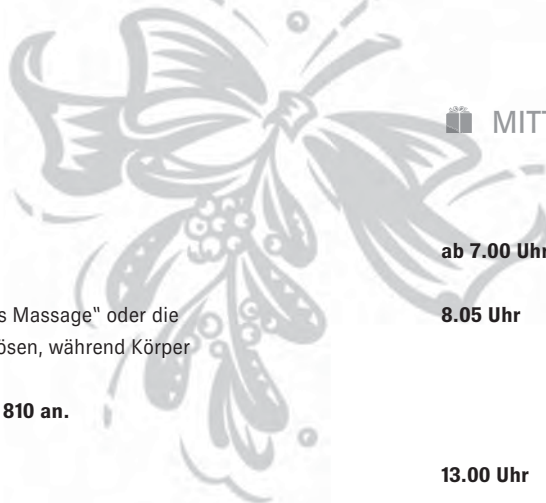 s Massage“ oder die
ösen, während Körper
810 an.
MITT
ab 7.00 Uhr
8.05 Uhr
13.00 Uhr